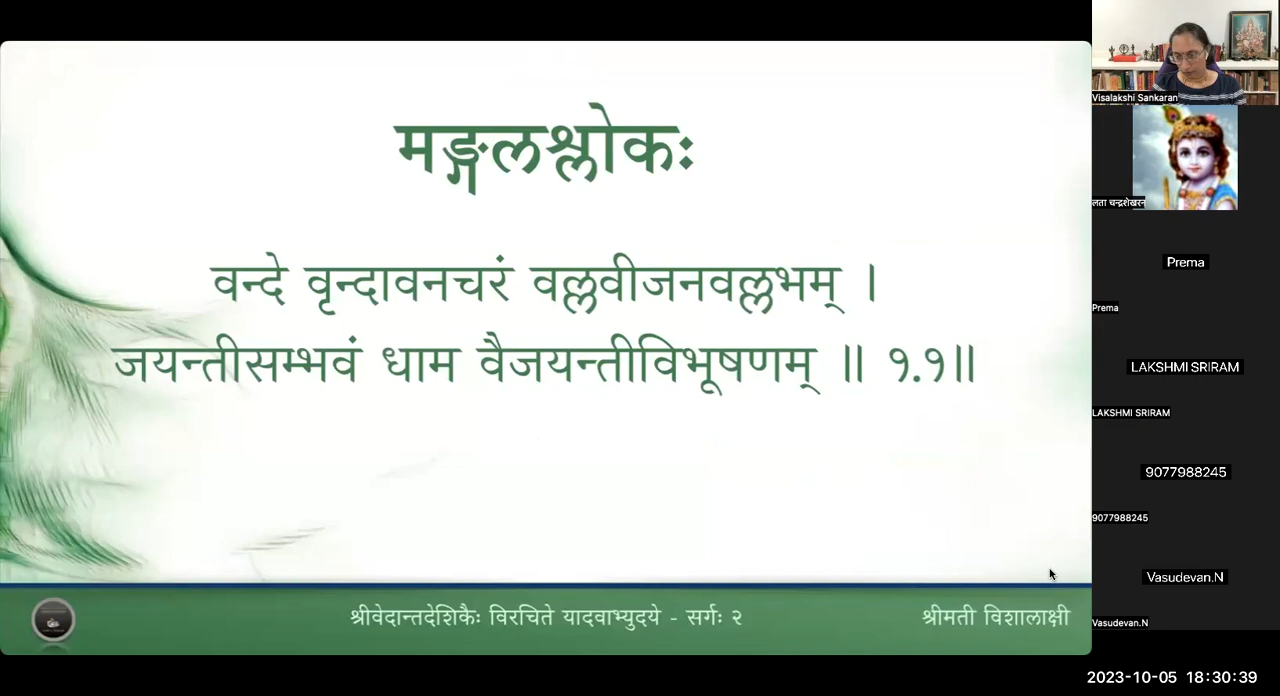 मङ्गलश्लोकः
वन्दे वृन्दावनचरं वल्लवीजनवल्लभम् ।
जयन्तीसम्भवं धाम वैजयन्तीविभूषणम् ॥ १.१॥
श्रीवेदान्तदेशिकैः विरचिते यादवाभ्युदये - सर्गः २
श्रीमती विशालाक्षी
Visalakshi Sankaran
लता चन्द्रशेखरन
Prema
Prema
LAKSHMI SRIRAM
LAKSHMI SRIRAM
9077988245
9077988245
Vasudevan.N
Vasudevan.N
2023-10-05 18:30:39